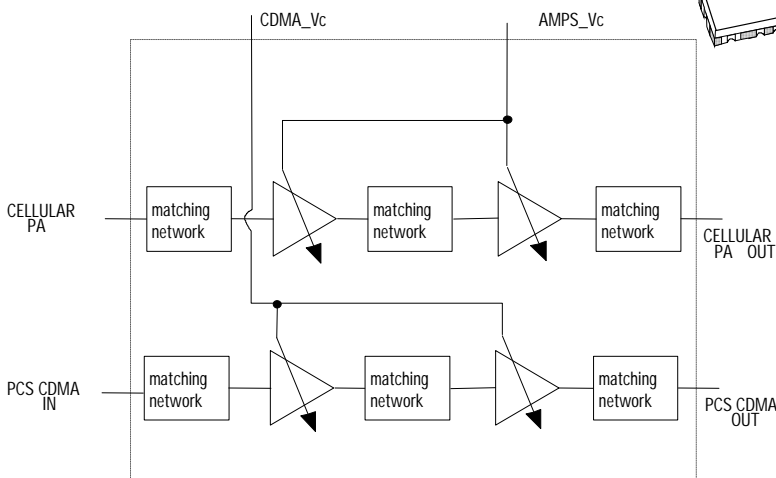 CDMA_Vc
AMPS_Vc
CELLULAR
PA
matching
network
matching
network
matching
network
CELLULAR
PA OUT
PCS CDMA
IN
matching
network
matching
network
matching
network
PCS CDMA
OUT